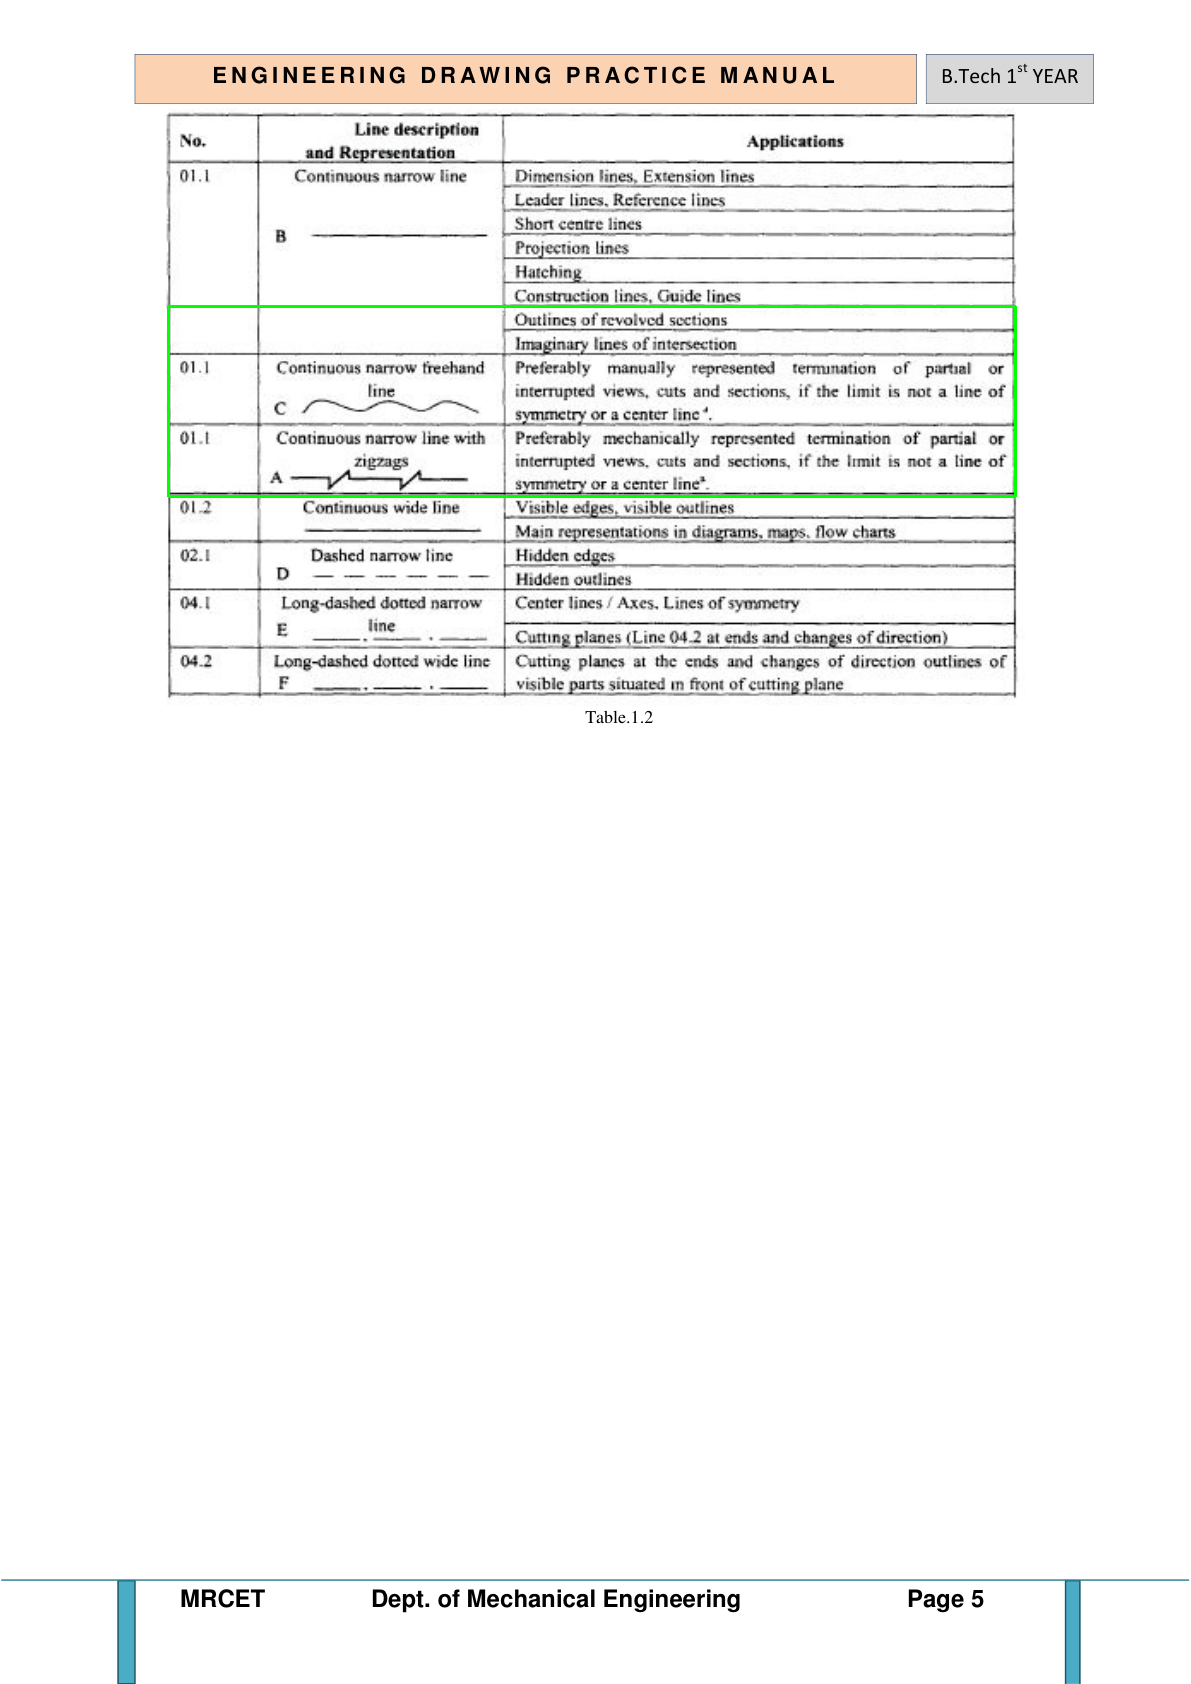 ENGINEERING DRAWING PRACTICE MANUAL
B.Tech 1st YEAR
No.
Line description
and Representation
Applications
01.1
Continuous narrow line
B
Dimension lines, Extension lines
Leader lines, Reference lines
Short centre lines
Projection lines
Hatching
Construction lines, Guide lines
Outlines of revolved sections
Imaginary lines of intersection
01.1
Continuous narrow freehand
line
C
Preferably manually represented termination of partial or
interrupted views, cuts and sections, if the limit is not a line of
symmetry or a center line
01.1
Continuous narrow line with
zigzags
A
Preferably mechanically represented termination of partial or
interrupted views, cuts and sections, if the limit is not a line of
symmetry or a center lineª.
01.2
Continuous wide line
Visible edges, visible outlines
Main representations in diagrams, maps. flow charts
02.1
Dashed narrow line
D
Hidden edges
Hidden outlines
04.1
Long-dashed dotted narrow
line
E
Center lines / Axes. Lines of symmetry
Cutting planes (Line 04.2 at ends and changes of direction)
04.2
Long-dashed dotted wide line
F
Cutting planes at the ends and changes of direction outlines of
visible parts situated in front of cutting plane
Table.1.2
MRCET Dept. of Mechanical Engineering Page 5